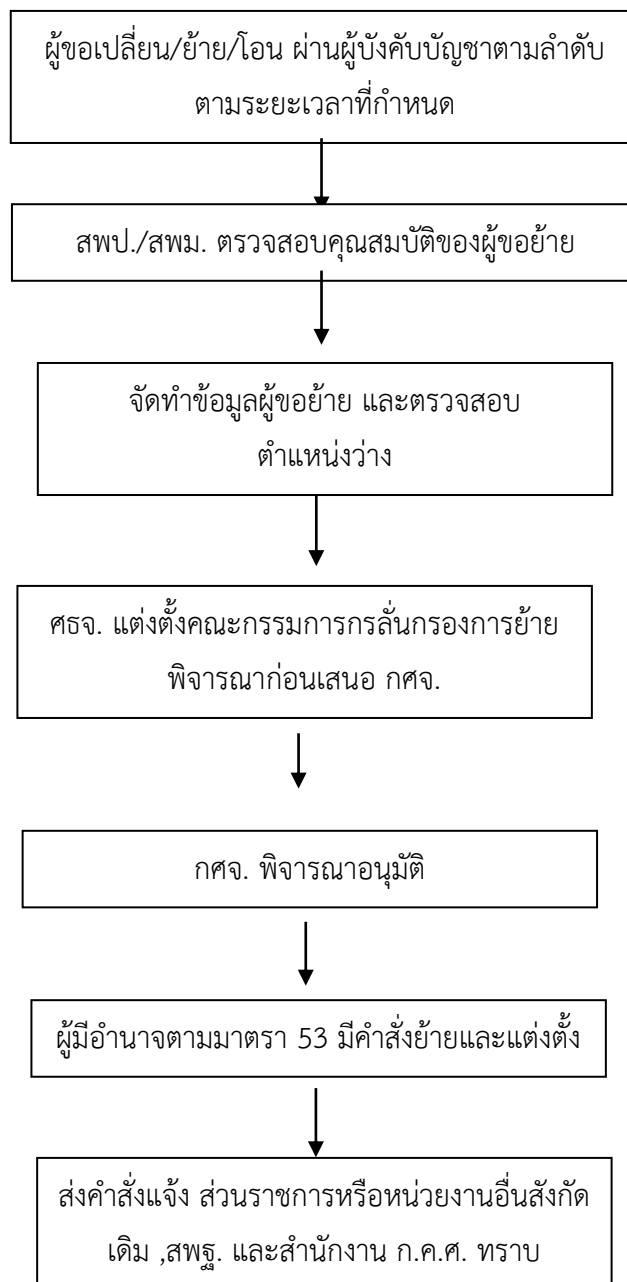 ผู้ขอเปลี่ยน/ย้าย/โอน ผ่านผู้บังคับบัญชาตามลำดับ
ตามระยะเวลาที่กำหนด
สพป./สพม. ตรวจสอบคุณสมบัติของผู้ขอย้าย
จัดทำข้อมูลผู้ขอย้าย และตรวจสอบ
ตำแหน่งว่าง
ศธจ. แต่งตั้งคณะกรรมการกรลั่นกรองการย้าย
พิจารณาก่อนเสนอ กศจ.
กศจ. พิจารณาอนุมัติ
ผู้มีอำนาจตามมาตรา 53 มีคำสั่งย้ายและแต่งตั้ง
ส่งคำสั่งแจ้ง ส่วนราชการหรือหน่วยงานอื่นสังกัด
เดิม ,สพฐ. และสำนักงาน ก.ค.ศ. ทราบ